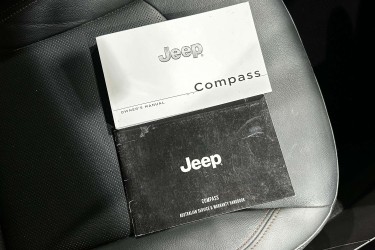 Jeep
Compass
OWNER'S MANUAL
Jeep
COMPASS
AUSTRALIAN SERVICE & WARRANTY HANDBOOK